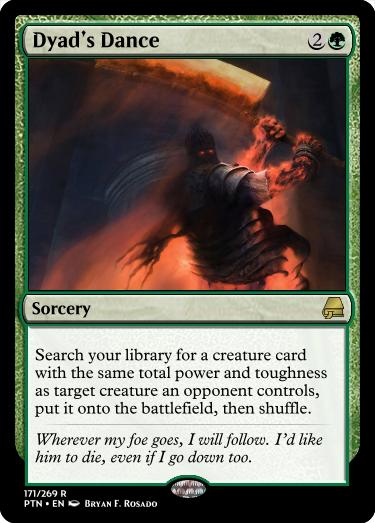 Dyad's Dance 2
Sorcery
Search your library for a creature card
with the same total power and toughness
as target creature an opponent controls,
put it onto the battlefield, then shuffle.
Wherever my foe goes, I will follow. I'd like
him to die, even if I go down too.
171/269 R
PTN • EN Bryan F. Rosado